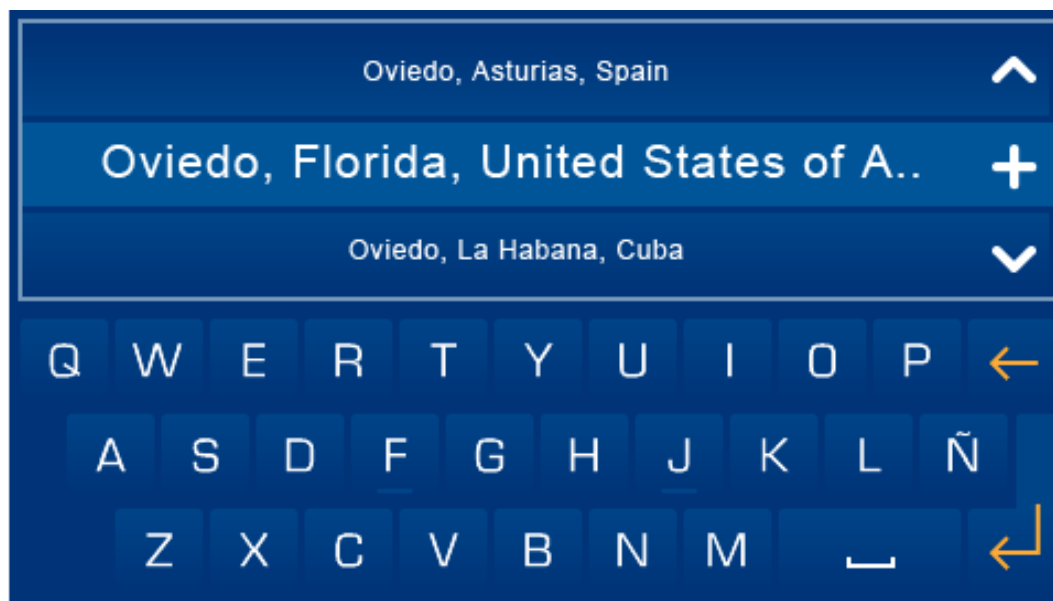 Oviedo, Asturias, Spain
Oviedo, Florida, United States of A..
Oviedo, La Habana, Cuba
Q W E R T Y U I O P
A S D F G H J K L Ñ
Z X C V B N M